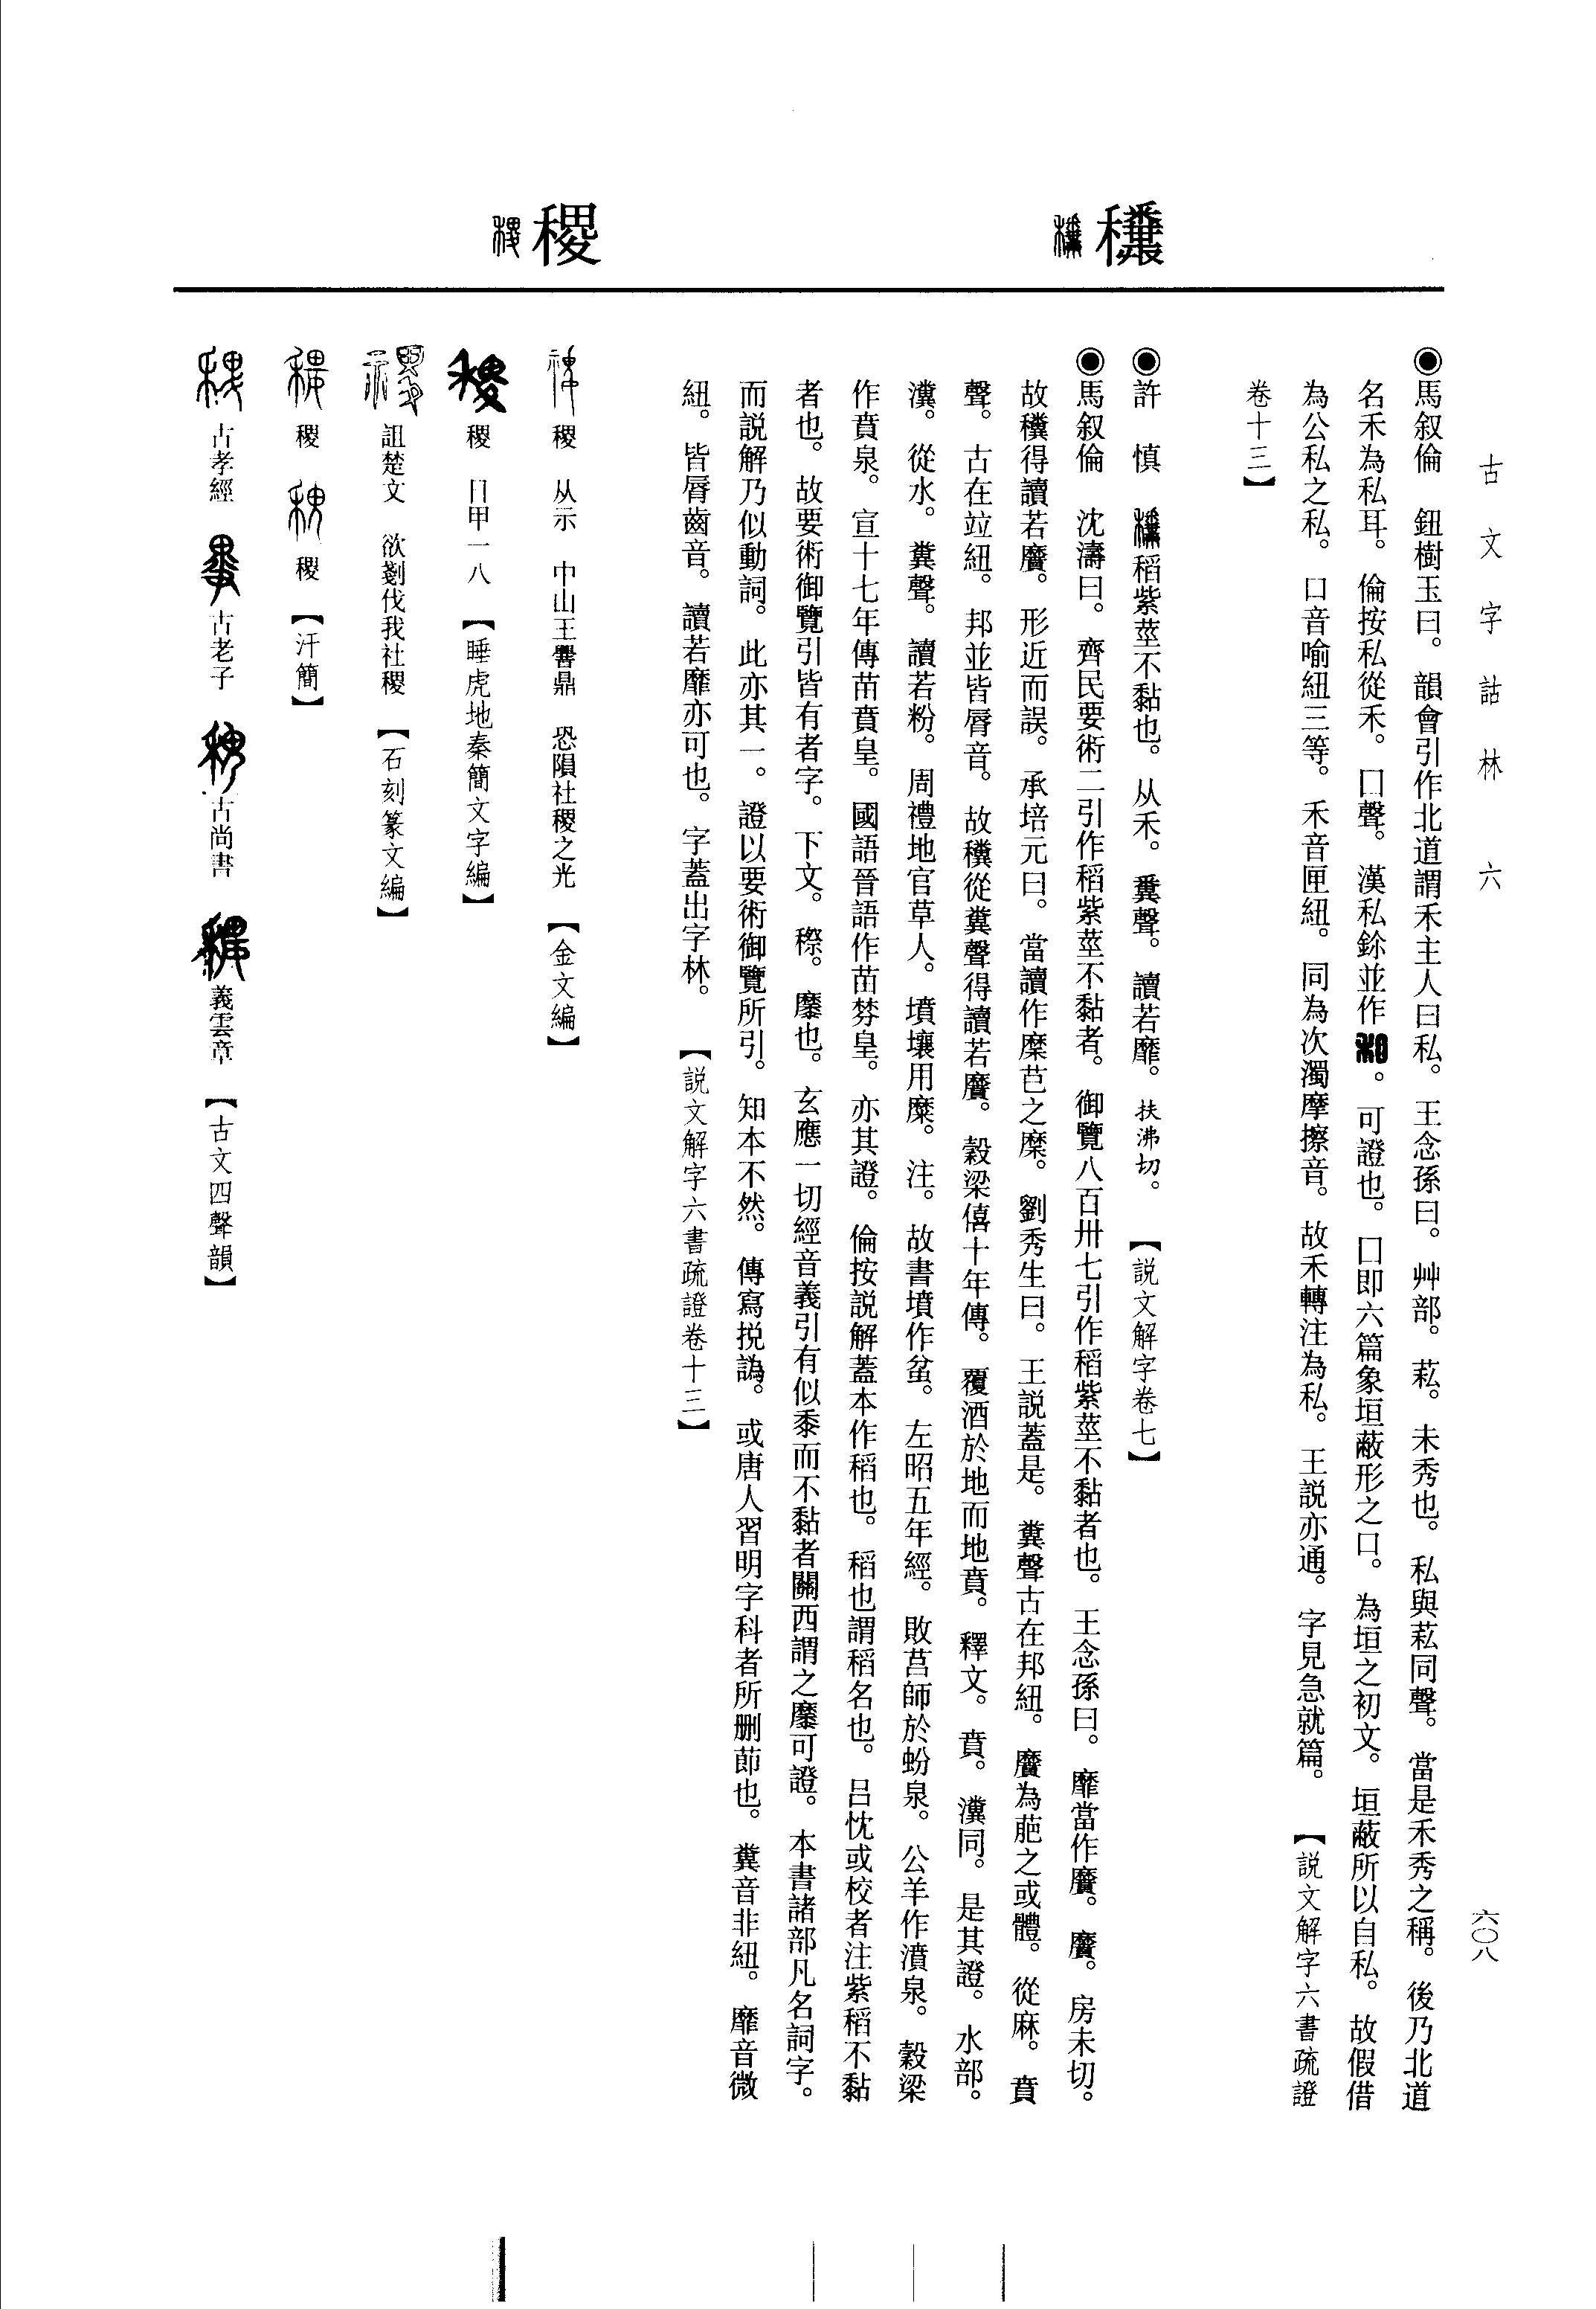 古文字詁林 六
六〇八
◉馬叙倫 鈕樹玉曰。韻會引作北道謂禾主人曰私。王念孫曰。艸部。莃。未秀也。私與莃同聲。當是禾秀之稱。後乃北道
名禾為私耳。倫按私從禾。囗聲。漢私餘並作。可證也。囗即六篇象垣蔽形之口。為垣之初文。垣蔽所以自私。故假借
為公私之私。口音喻紐三等。禾音匣紐。同為次濁摩擦音。故禾轉注為私。王説亦通。字見急就篇。 【説文解字六書疏證
卷十三】
穳
◉許 慎 稻紫莖不黏也。从禾。糞聲。讀若靡。扶沸切。 【説文解字卷七】
◉馬叙倫 沈濤曰。齊民要術二引作稻紫莖不黏者。御覽八百卅七引作稻紫莖不黏者也。王念孫曰。靡當作黂。黂。房未切。
故穳得讀若黂。形近而誤。承培元曰。當讀作穈芑之穈。劉秀生曰。王説蓋是。糞聲古在邦紐。黂為萉之或體。從麻。賁
聲。古在竝紐。邦並皆脣音。故穳從糞聲得讀若黂。穀梁僖十年傳。覆酒於地而地賁。釋文。賁。瀵同。是其證。水部。
瀵。從水。糞聲。讀若粉。周禮地官草人。墳壤用麋。注。故書墳作坌。左昭五年經。敗莒師於蚡泉。公羊作濆泉。穀梁
作賁泉。宣十七年傳苗賁皇。國語晉語作苗棼皇。亦其證。倫按説解蓋本作稻也。稻也謂稻名也。呂忱或校者注紫稻不黏
者也。故要術御覽引皆有者字。下文。穄。穈也。玄應一切經音義引有似黍而不黏者關西謂之穈可證。本書諸部凡名詞字。
而説解乃似動詞。此亦其一。證以要術御覽所引。知本不然。傳寫挩譌。或唐人習明字科者所刪節也。糞音非紐。靡音微
紐。皆脣齒音。讀若靡亦可也。字蓋出字林。 【説文解字六書疏證卷十三】
稷
稷 从示 中山王響鼎 恐隕社稷之光 【金文編】
稷 日甲一八 【睡虎地秦簡文字編】
詛楚文 欲剗伐我社稷 【石刻篆文編】
稷 稷 【汗簡】
古孝經 古老子 古尚書 義雲章 【古文四聲韻】